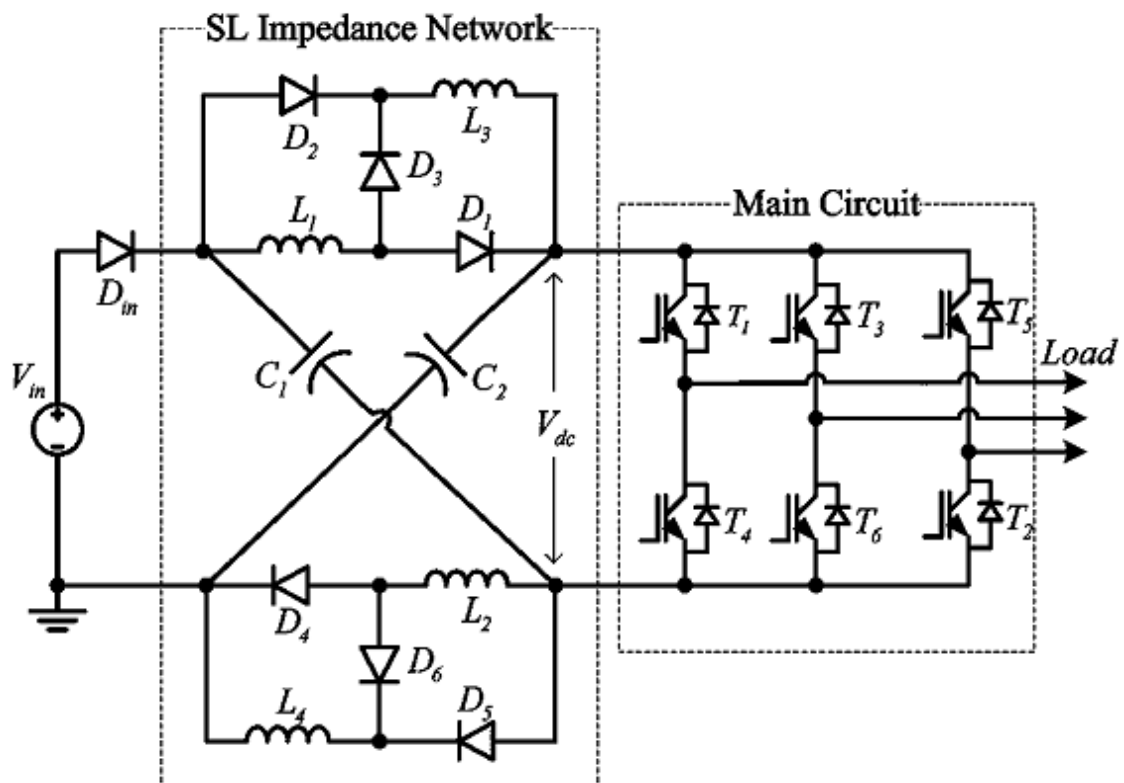 SL Impedance Network
D2
L3
D3
L1
D1
Main Circuit
Din
T1
T3
T5
Load
C1
C2
Vin
Vdc
T4
T6
T2
D4
L2
D6
L4
D5